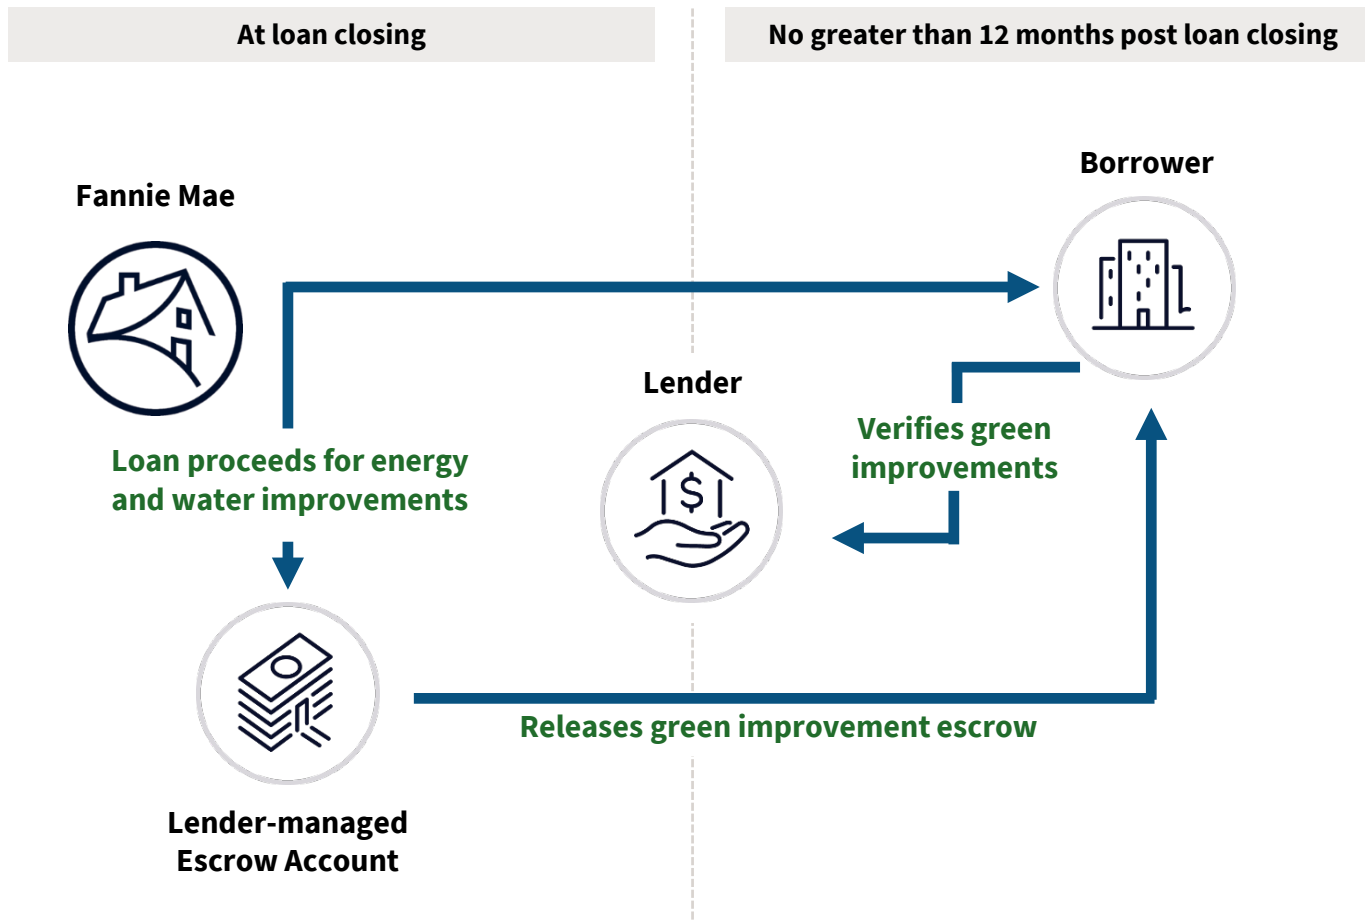 At loan closing
No greater than 12 months post loan closing
Fannie Mae
Borrower
Lender
Verifies green
improvements
Loan proceeds for energy
and water improvements
$
Releases green improvement escrow
Lender-managed
Escrow Account